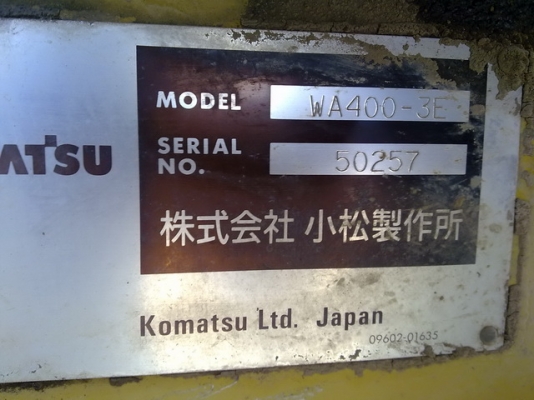 MODEL WA400-3E
SERIAL
NO. 50257
ATSU
株式会社 小松製作所
Komatsu Ltd. Japan
09602-01635